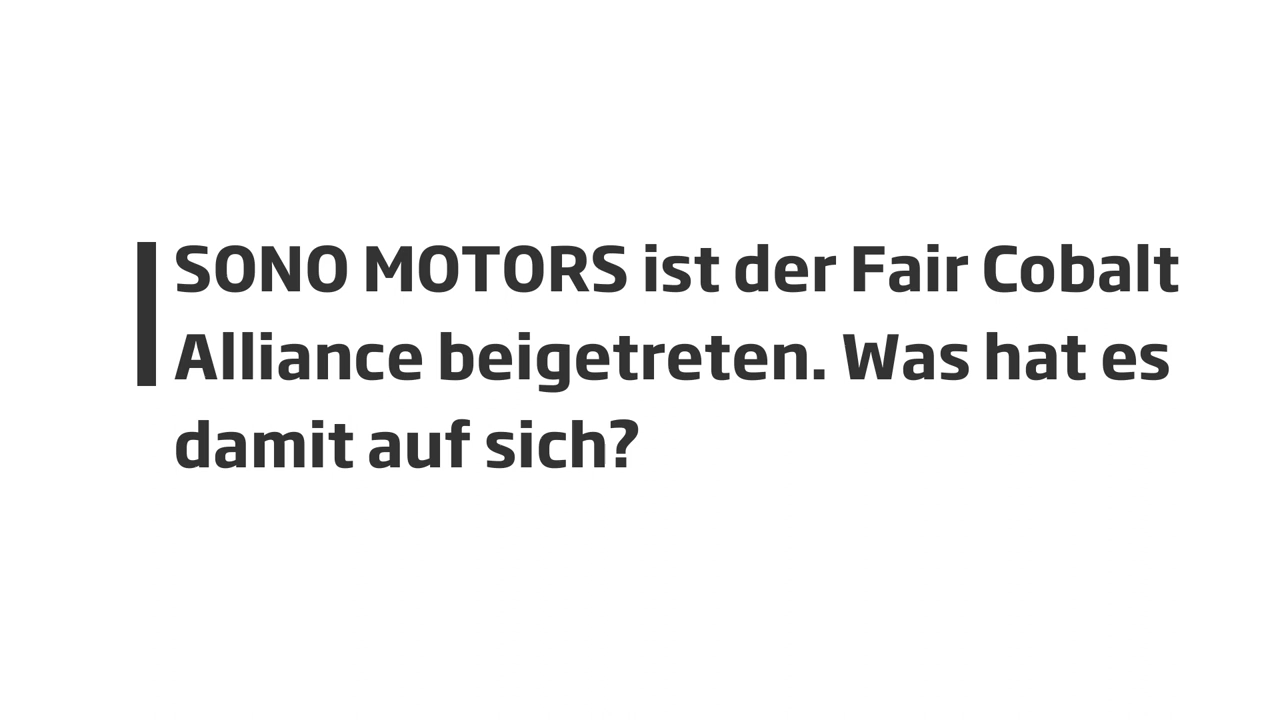 SONO MOTORS ist der Fair Cobalt
Alliance beigetreten. Was hat es
damit auf sich?